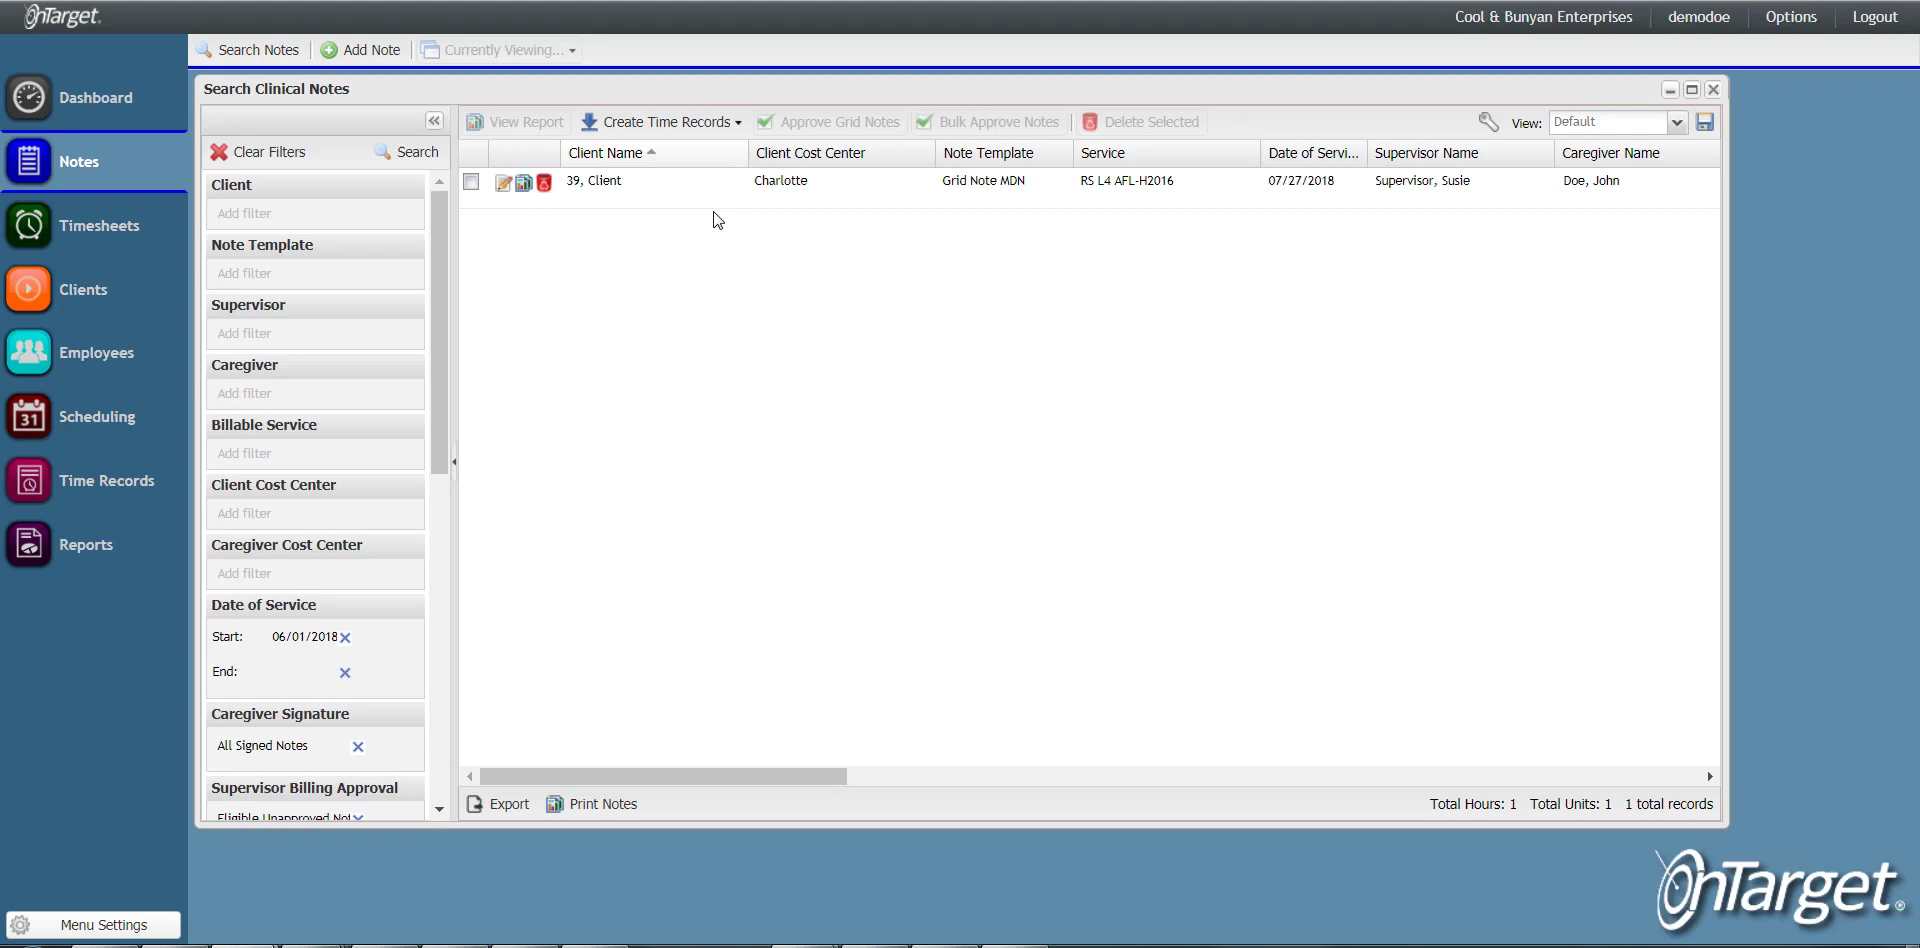 OnTarget
Cool & Bunyan Enterprises demodoe Options Logout
Search Notes Add Note Currently Viewing...
Dashboard
Notes
Timesheets
Clients
Employees
31 Scheduling
Time Records
Reports
Menu Settings
Search Clinical Notes
Clear Filters Search
Client
Add filter
Note Template
Add filter
Supervisor
Add filter
Caregiver
Add filter
Billable Service
Add filter
Client Cost Center
Add filter
Caregiver Cost Center
Add filter
Date of Service
Start: 06/01/2018
End:
Caregiver Signature
All Signed Notes
Supervisor Billing Approval
Eligible Unapproved Not
View Report Create Time Records Approve Grid Notes Bulk Approve Notes Delete Selected View: Default
Client Name Client Cost Center Note Template Service Date of Servi... Supervisor Name Caregiver Name
39, Client Charlotte Grid Note MDN RS L4 AFL-H2016 07/27/2018 Supervisor, Susie Doe, John
Export Print Notes Total Hours: 1 Total Units: 1 1 total records
OnTarget®